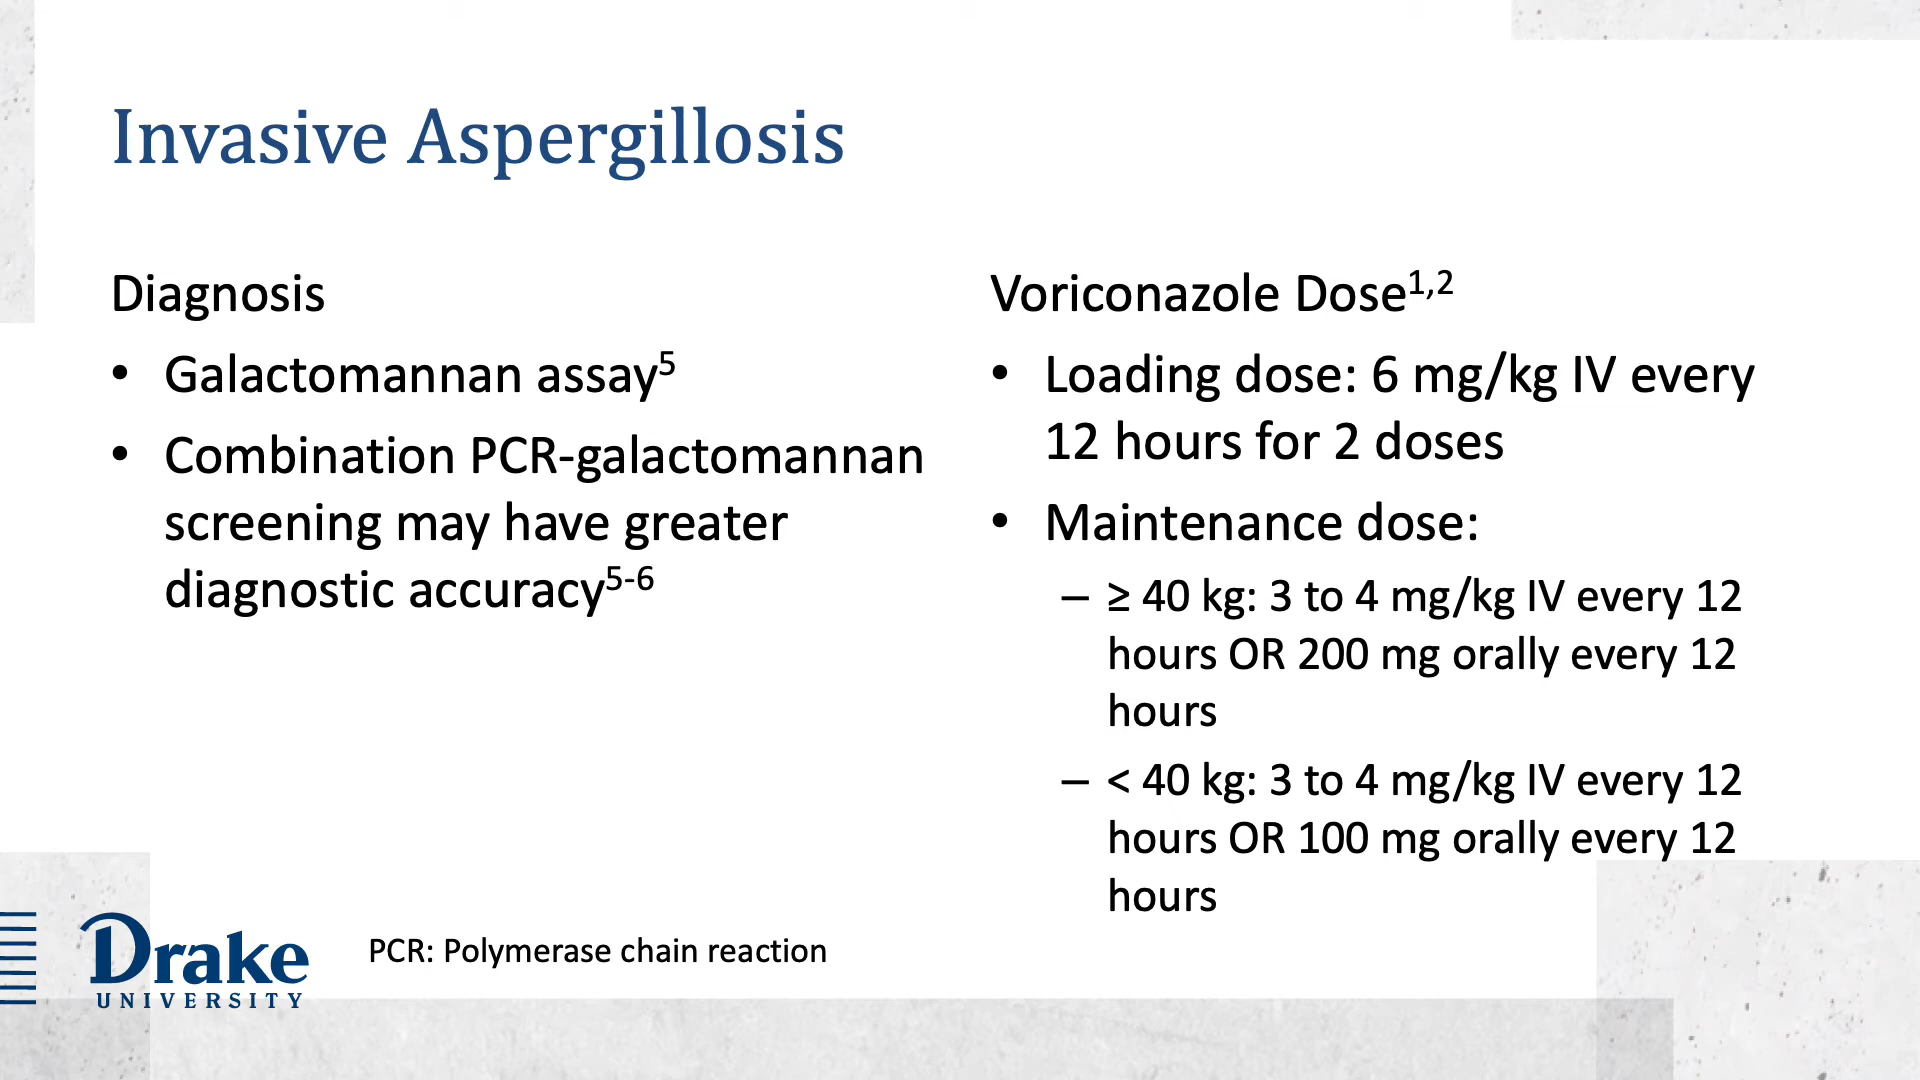 Invasive Aspergillosis
Diagnosis
• Galactomannan assay⁵
• Combination PCR-galactomannan
screening may have greater
diagnostic accuracy⁵⁻⁶
Voriconazole Dose¹,²
• Loading dose: 6 mg/kg IV every
12 hours for 2 doses
• Maintenance dose:
– ≥ 40 kg: 3 to 4 mg/kg IV every 12
hours OR 200 mg orally every 12
hours
– < 40 kg: 3 to 4 mg/kg IV every 12
hours OR 100 mg orally every 12
hours
Drake
UNIVERSITY
PCR: Polymerase chain reaction